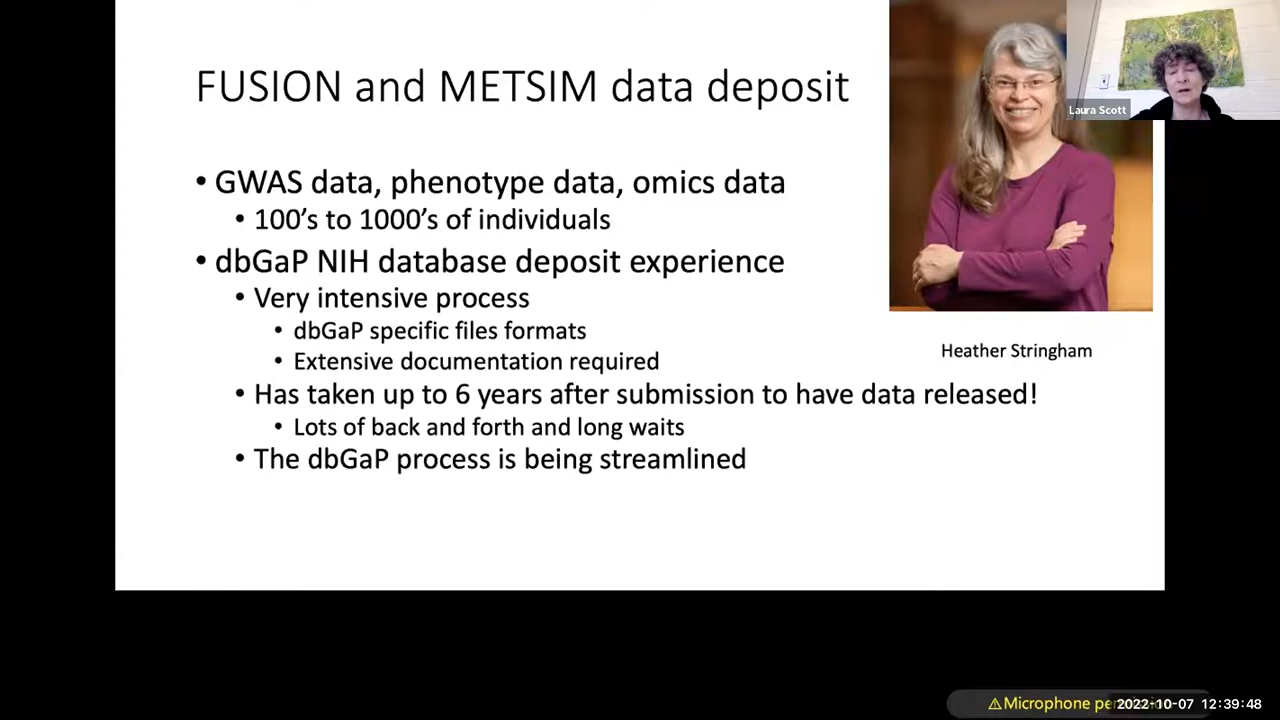 FUSION and METSIM data deposit
Laura Scott
• GWAS data, phenotype data, omics data
• 100's to 1000's of individuals
• dbGaP NIH database deposit experience
• Very intensive process
• dbGaP specific files formats
• Extensive documentation required
Heather Stringham
• Has taken up to 6 years after submission to have data released!
• Lots of back and forth and long waits
• The dbGaP process is being streamlined
⚠Microphone 2022-10-07 12:39:48